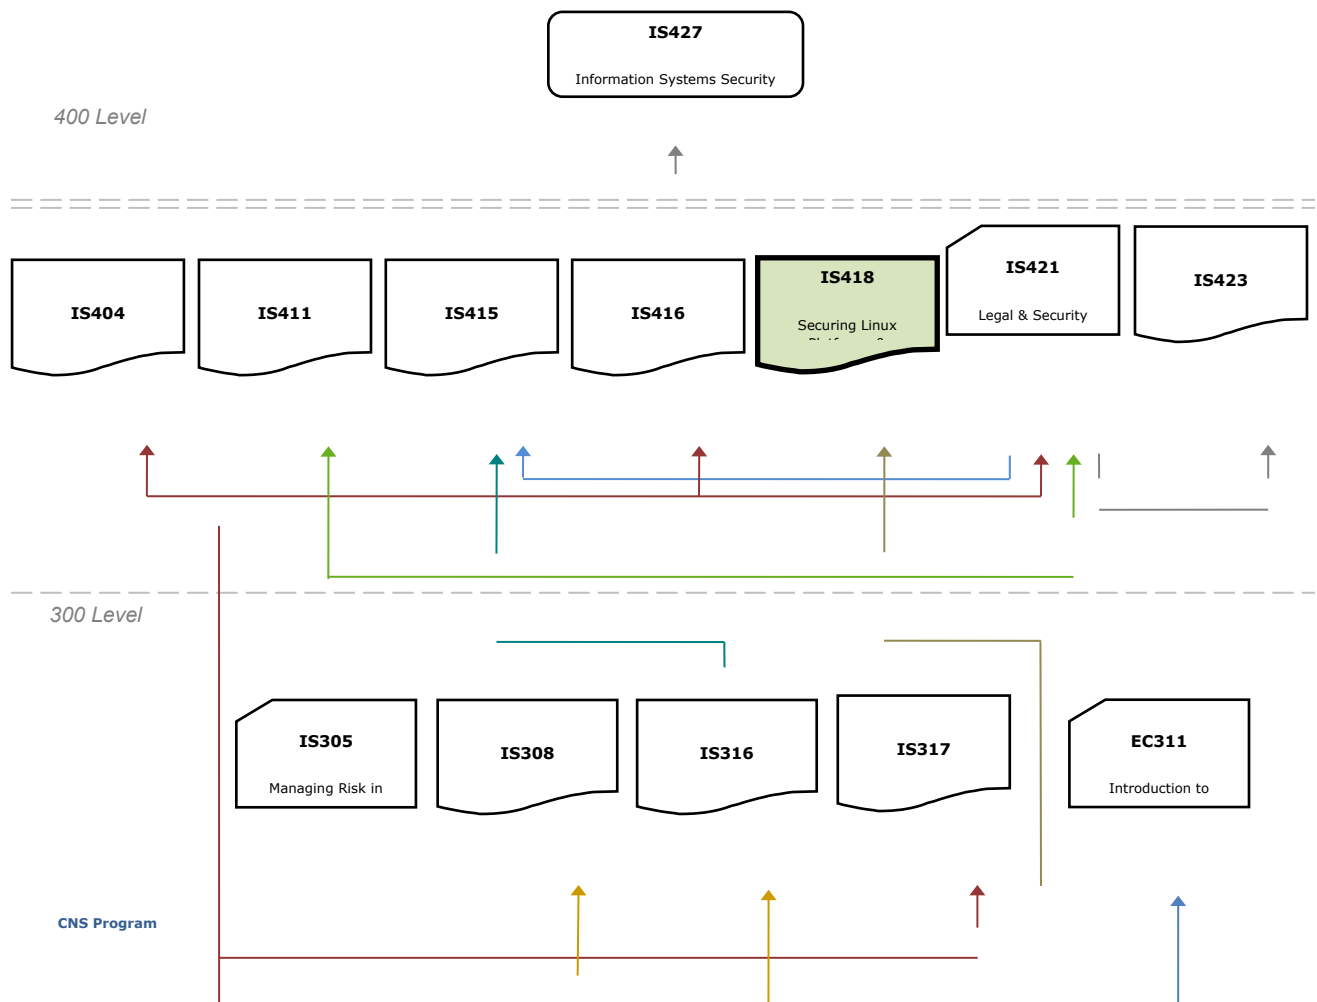 IS427
Information Systems Security
400 Level
IS404
IS411
IS415
IS416
IS418
Securing Linux
IS421
Legal & Security
IS423
300 Level
IS305
Managing Risk in
IS308
IS316
IS317
EC311
Introduction to
CNS Program